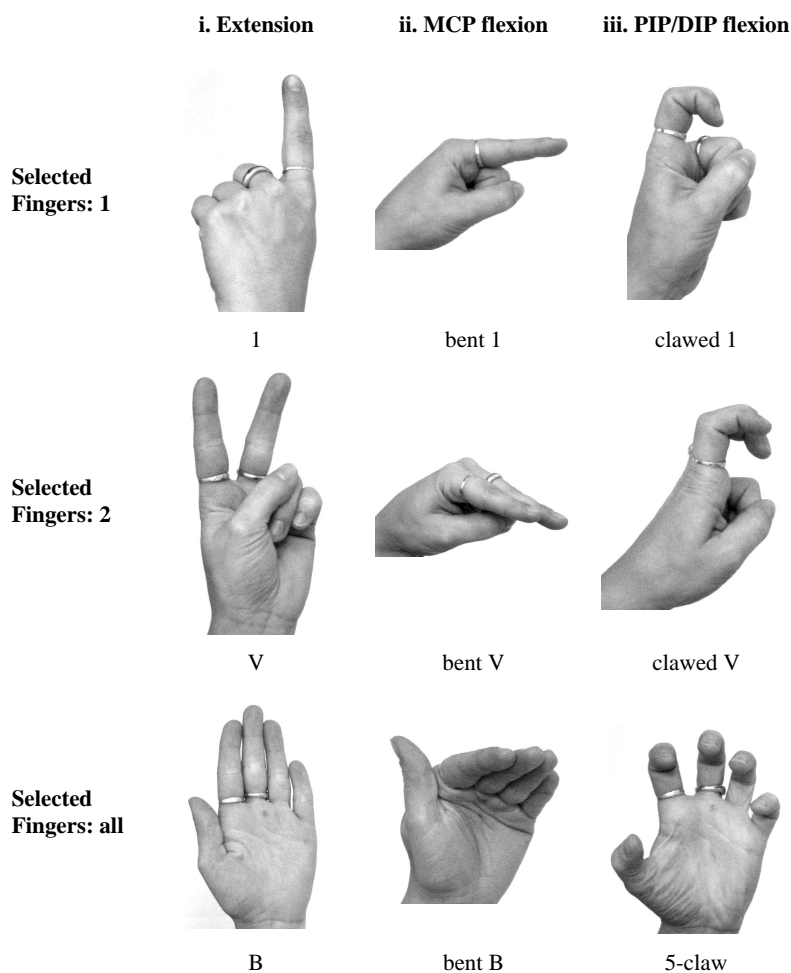 i. Extension
ii. MCP flexion
iii. PIP/DIP flexion
Selected
Fingers: 1
1
bent 1
clawed 1
Selected
Fingers: 2
V
bent V
clawed V
Selected
Fingers: all
B
bent B
5-claw